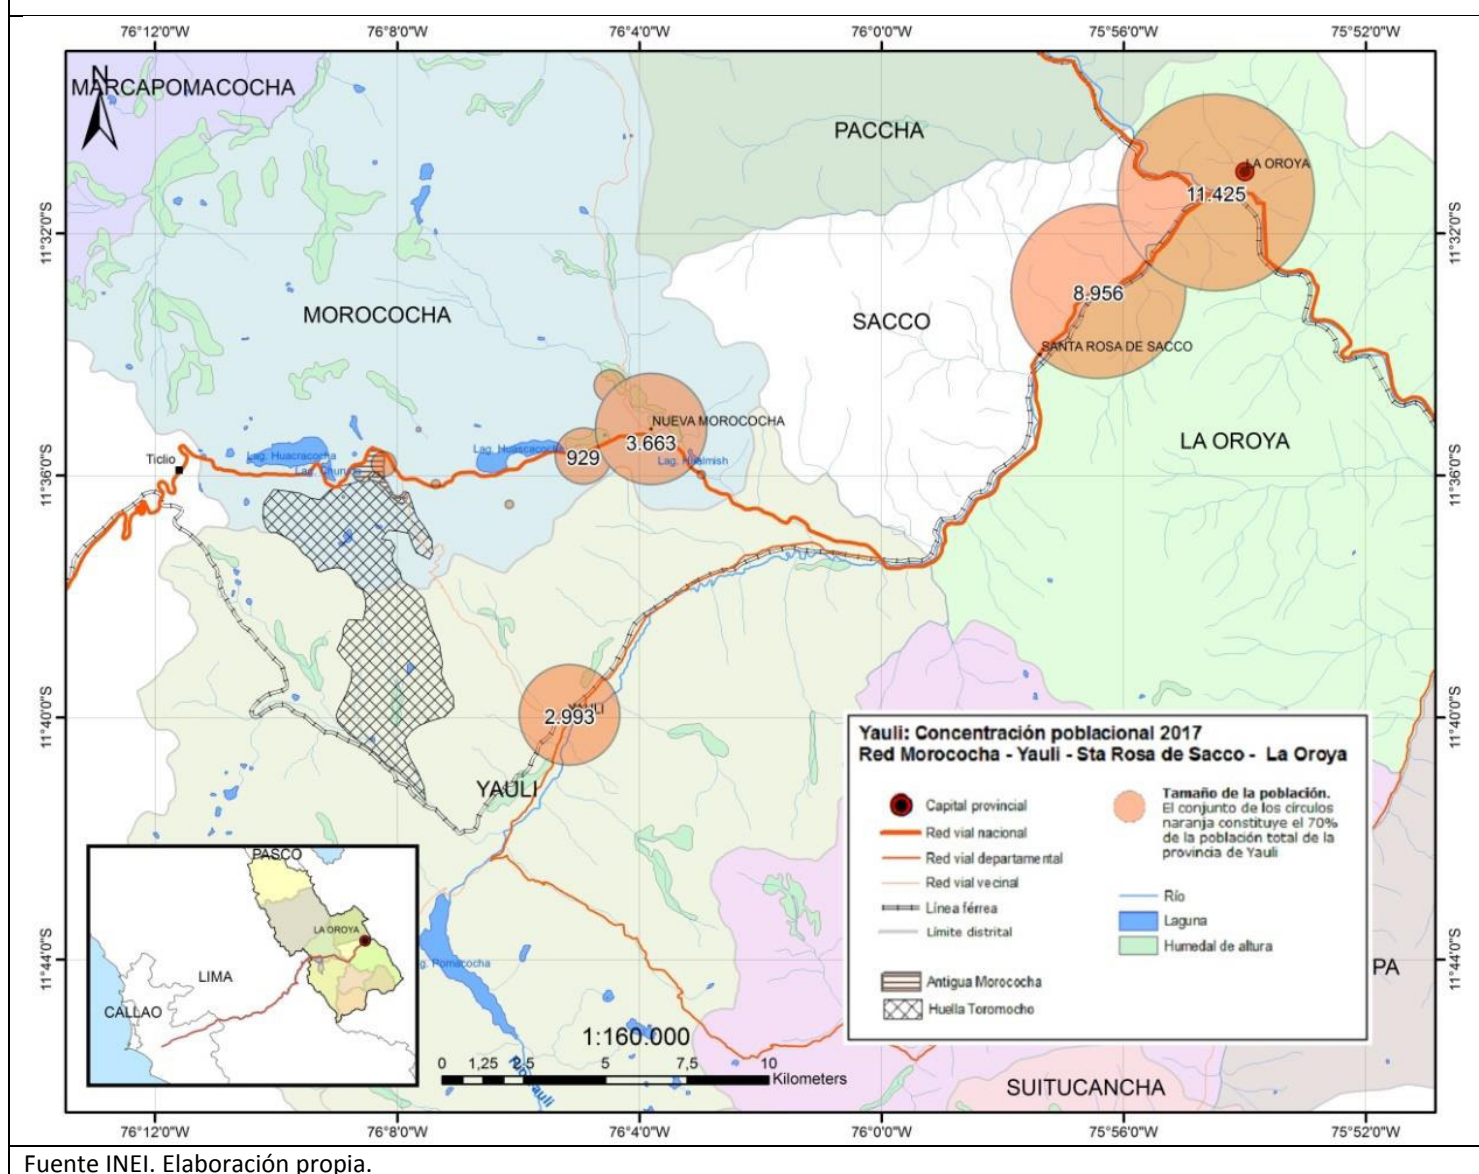 76°12'0"W
76°8'0"W
76°4'0"W
76°0'0"W
75°56'0"W
75°52'0"W
N
MARCAPOMACOCHA
PACCHA
LA OROYA
11.425
11°32'0"S
11°32'0"S
8.956
MOROCOCHA
SACCO
SANTA ROSA DE SACCO
NUEVA MOROCOCHA
3.663
929
LA OROYA
Ticlio
Lag. Huacracocha
Lag. Huascacocha
11°36'0"S
11°36'0"S
2.993
YAULI
11°40'0"S
11°40'0"S
YAULI
Yauli: Concentración poblacional 2017
Red Morococha - Yauli - Sta Rosa de Sacco - La Oroya
Capital provincial
Red vial nacional
Red vial departamental
Red vial vecinal
Línea férrea
Límite distrital
Antigua Morococha
Huella Toromocho
Tamaño de la población.
El conjunto de los círculos
naranja constituye el 70%
de la población total de la
provincia de Yauli
Río
Laguna
Humedal de altura
PASCO
LA OROYA
LIMA
CALLAO
g. Pomacocha
11°44'0"S
11°44'0"S
PA
1:160.000
0 1,25 2,5 5 7,5 10
Kilometers
Río Yauli
SUITUCANCHA
76°12'0"W
76°8'0"W
76°4'0"W
76°0'0"W
75°56'0"W
75°52'0"W
Fuente INEI. Elaboración propia.